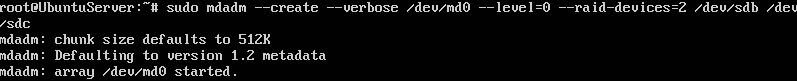 root@UbuntuServer:~# sudo mdadm --create --verbose /dev/md0 --level=0 --raid-devices=2 /dev/sdb /dev
/sdc
mdadm: chunk size defaults to 512K
mdadm: Defaulting to version 1.2 metadata
mdadm: array /dev/md0 started.